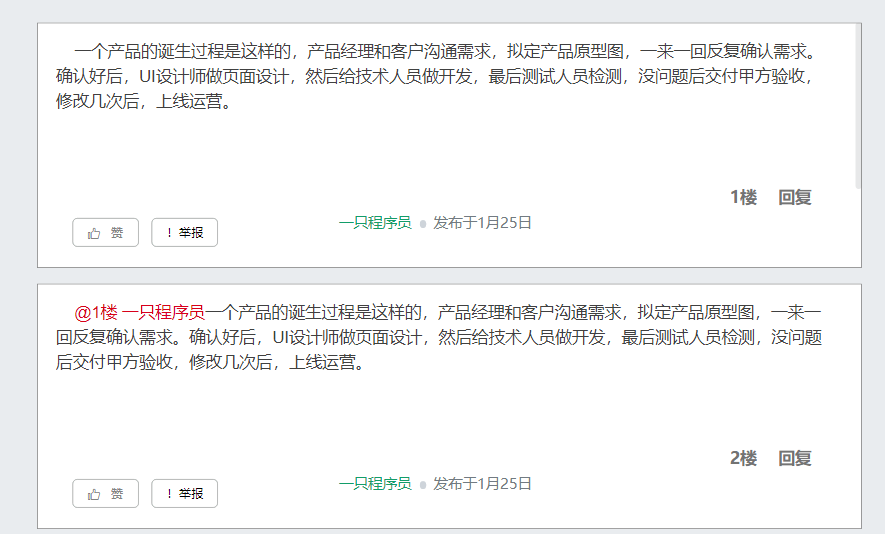 一个产品的诞生过程是这样的，产品经理和客户沟通需求，拟定产品原型图，一来一回反复确认需求。
确认好后，UI设计师做页面设计，然后给技术人员做开发，最后测试人员检测，没问题后交付甲方验收，
修改几次后，上线运营。
1楼 回复
赞 ！举报 一只程序员 发布于1月25日
@1楼 一只程序员一个产品的诞生过程是这样的，产品经理和客户沟通需求，拟定产品原型图，一来一
回反复确认需求。确认好后，UI设计师做页面设计，然后给技术人员做开发，最后测试人员检测，没问题
后交付甲方验收，修改几次后，上线运营。
2楼 回复
赞 ！举报 一只程序员 发布于1月25日